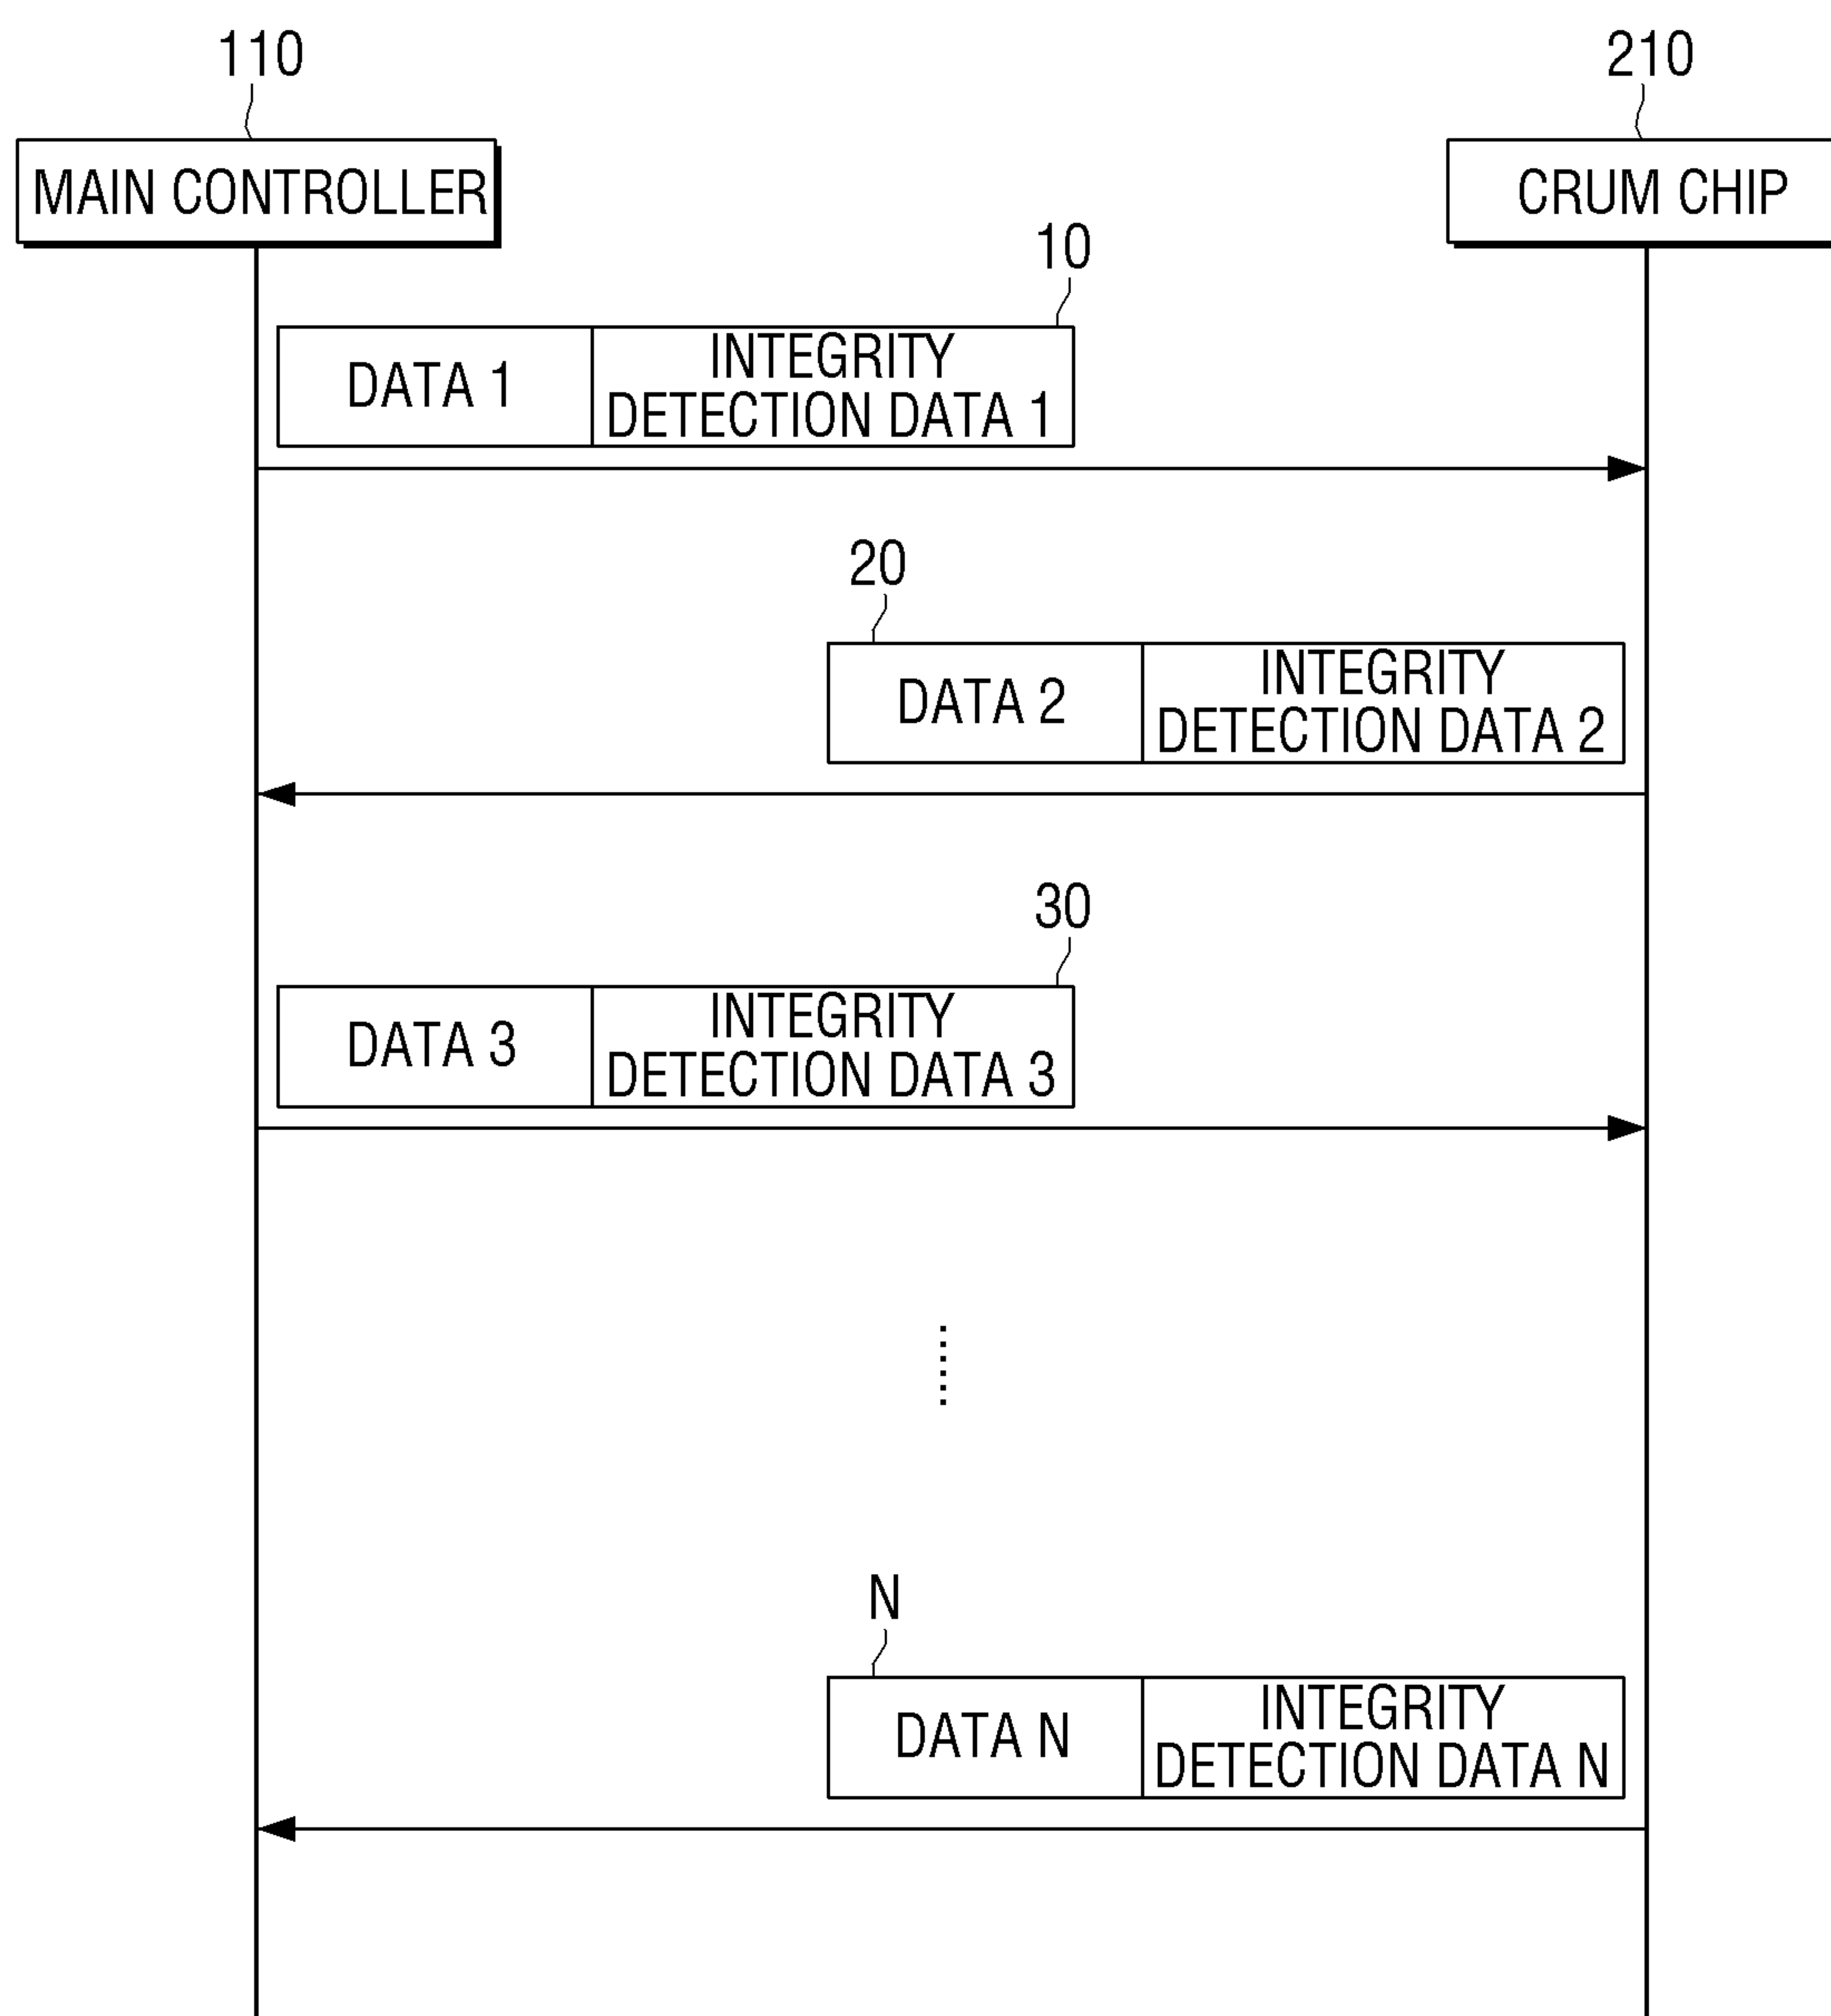 110
210
MAIN CONTROLLER
CRUM CHIP
10
DATA 1
INTEGRITY
DETECTION DATA 1
20
DATA 2
INTEGRITY
DETECTION DATA 2
30
DATA 3
INTEGRITY
DETECTION DATA 3
N
DATA N
INTEGRITY
DETECTION DATA N